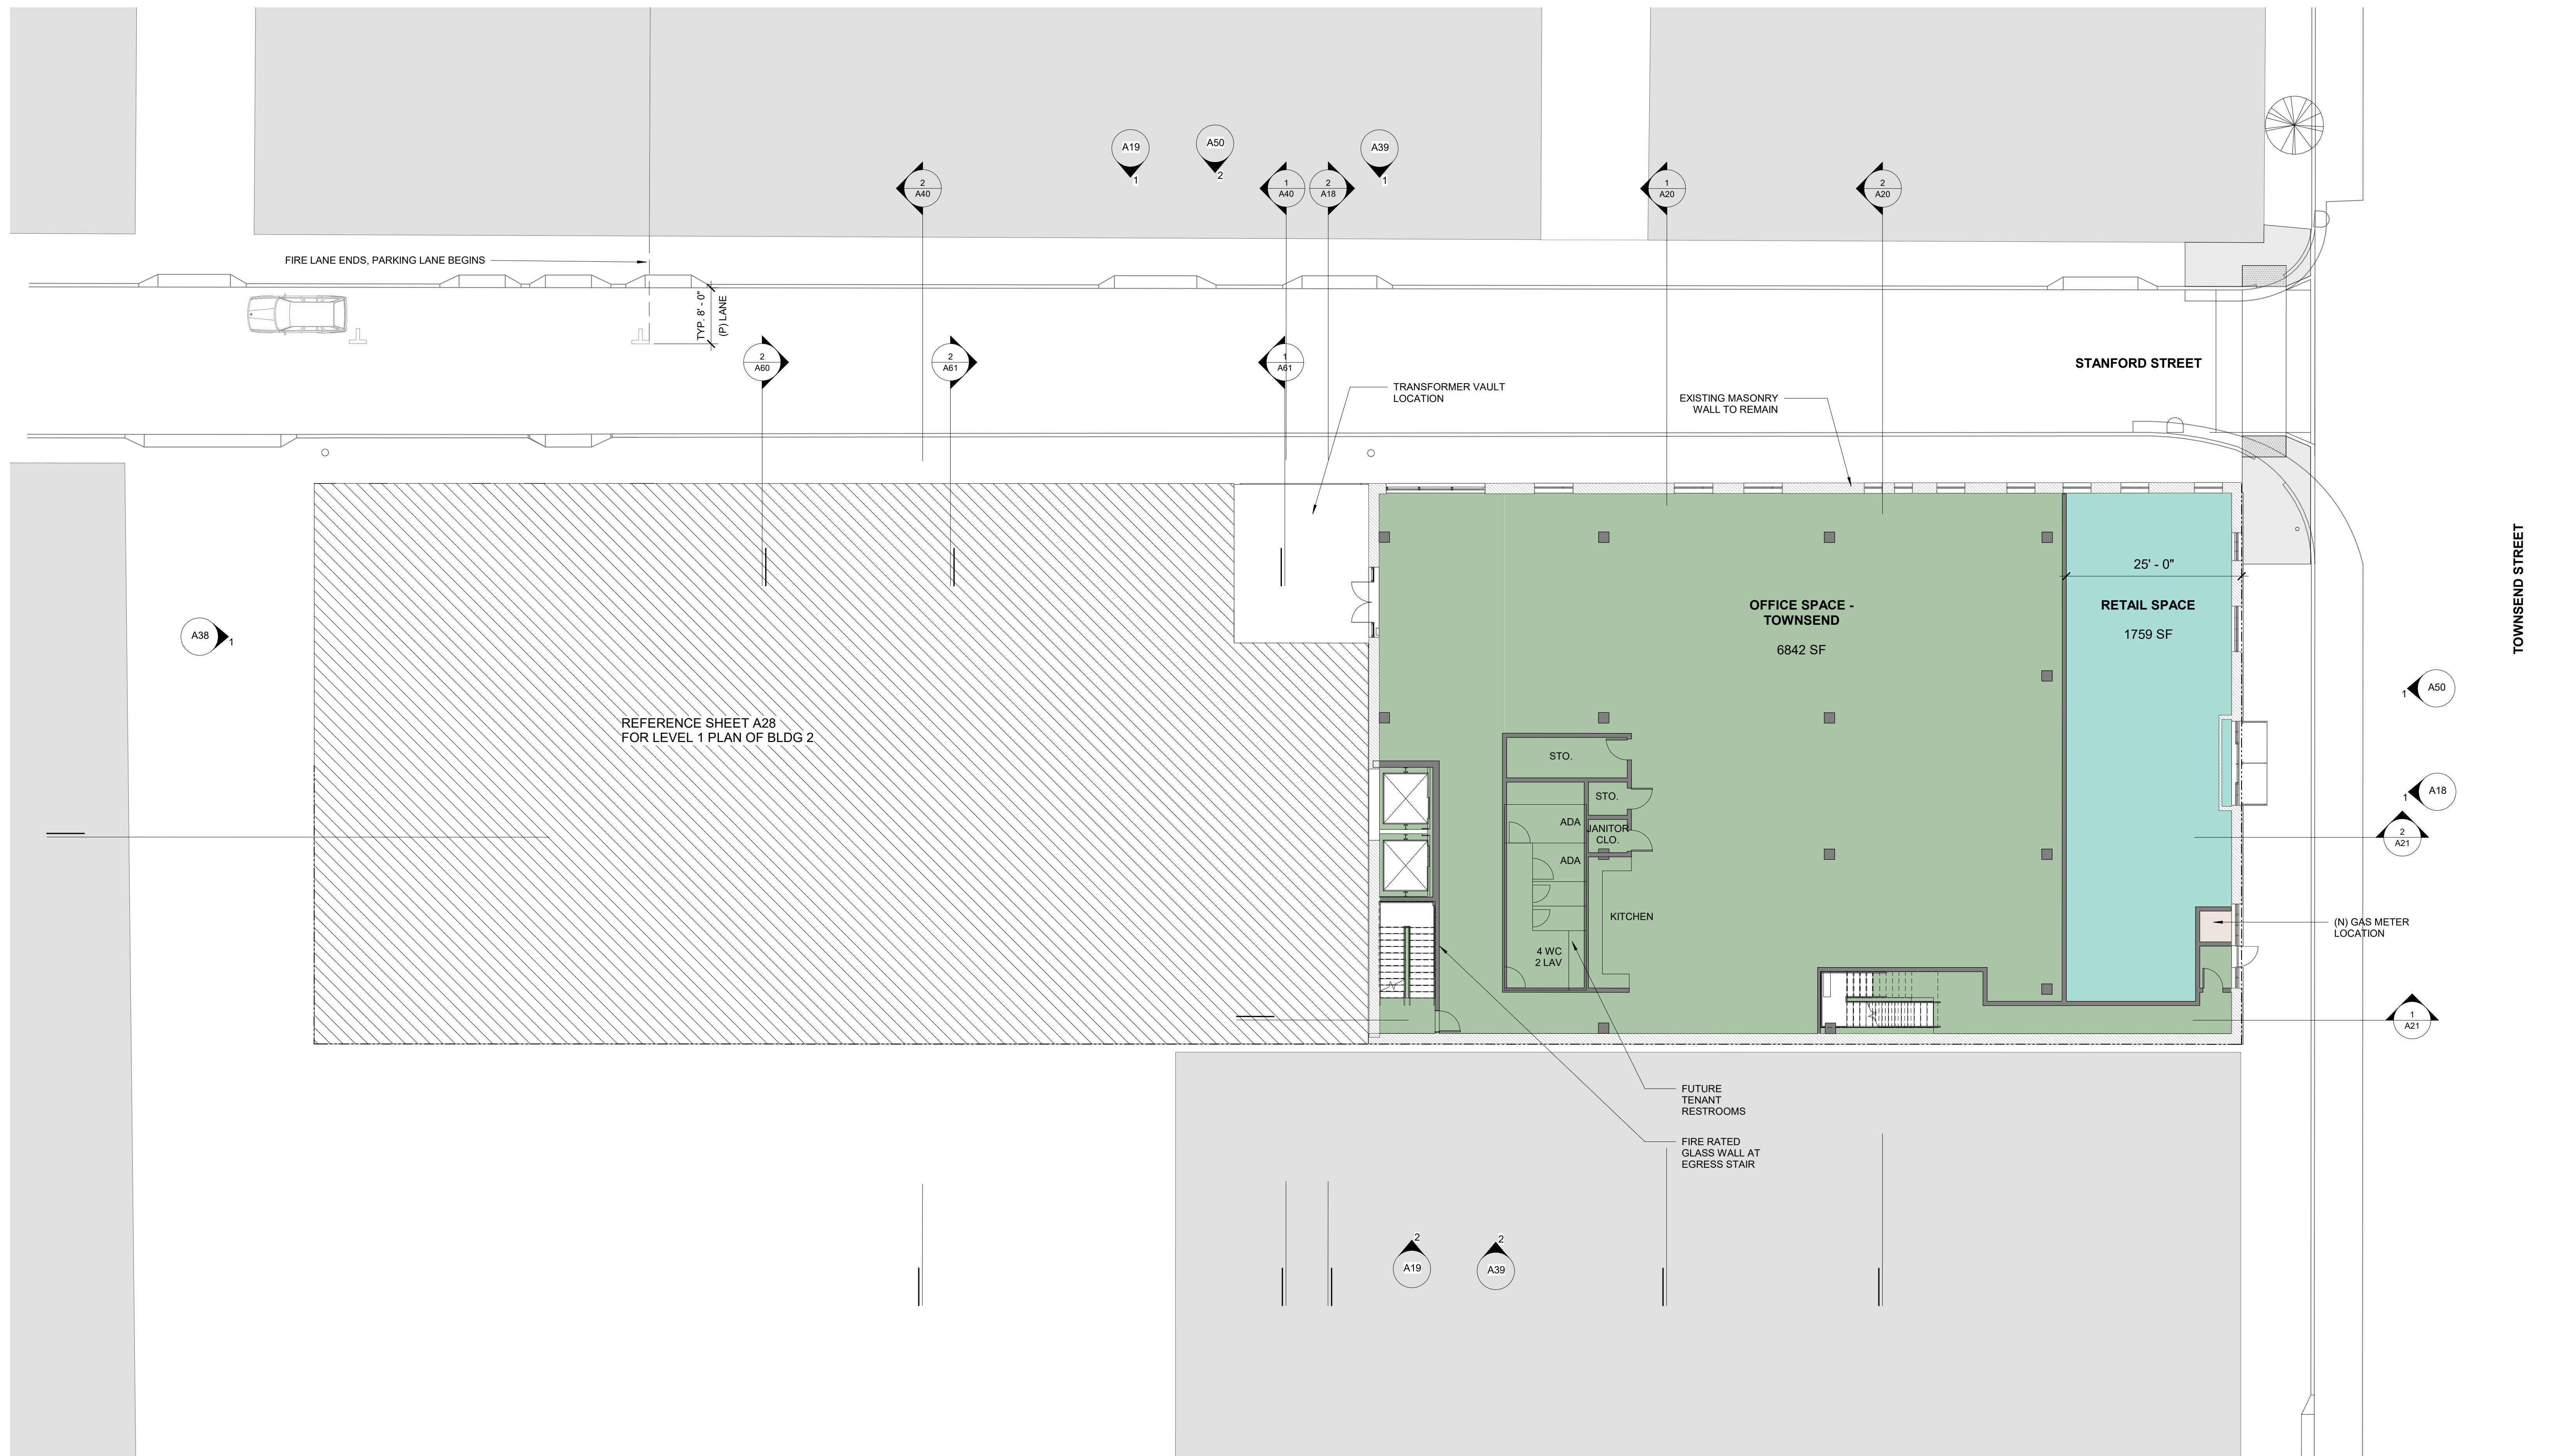 A19
1
A50
2
A39
1
2
A40
1
A40
2
A18
1
A20
2
A20
FIRE LANE ENDS, PARKING LANE BEGINS
TYP. 8' - 0"
(P) LANE
2
A60
2
A61
1
A61
STANFORD STREET
TRANSFORMER VAULT
LOCATION
EXISTING MASONRY
WALL TO REMAIN
TOWNSEND STREET
25' - 0"
OFFICE SPACE -
TOWNSEND
6842 SF
RETAIL SPACE
1759 SF
A38
1
A50
1
REFERENCE SHEET A28
FOR LEVEL 1 PLAN OF BLDG 2
STO.
STO.
ADA
JANITOR
CLO.
ADA
KITCHEN
4 WC
2 LAV
A18
1
2
A21
(N) GAS METER
LOCATION
1
A21
FUTURE
TENANT
RESTROOMS
FIRE RATED
GLASS WALL AT
EGRESS STAIR
2
A19
2
A39